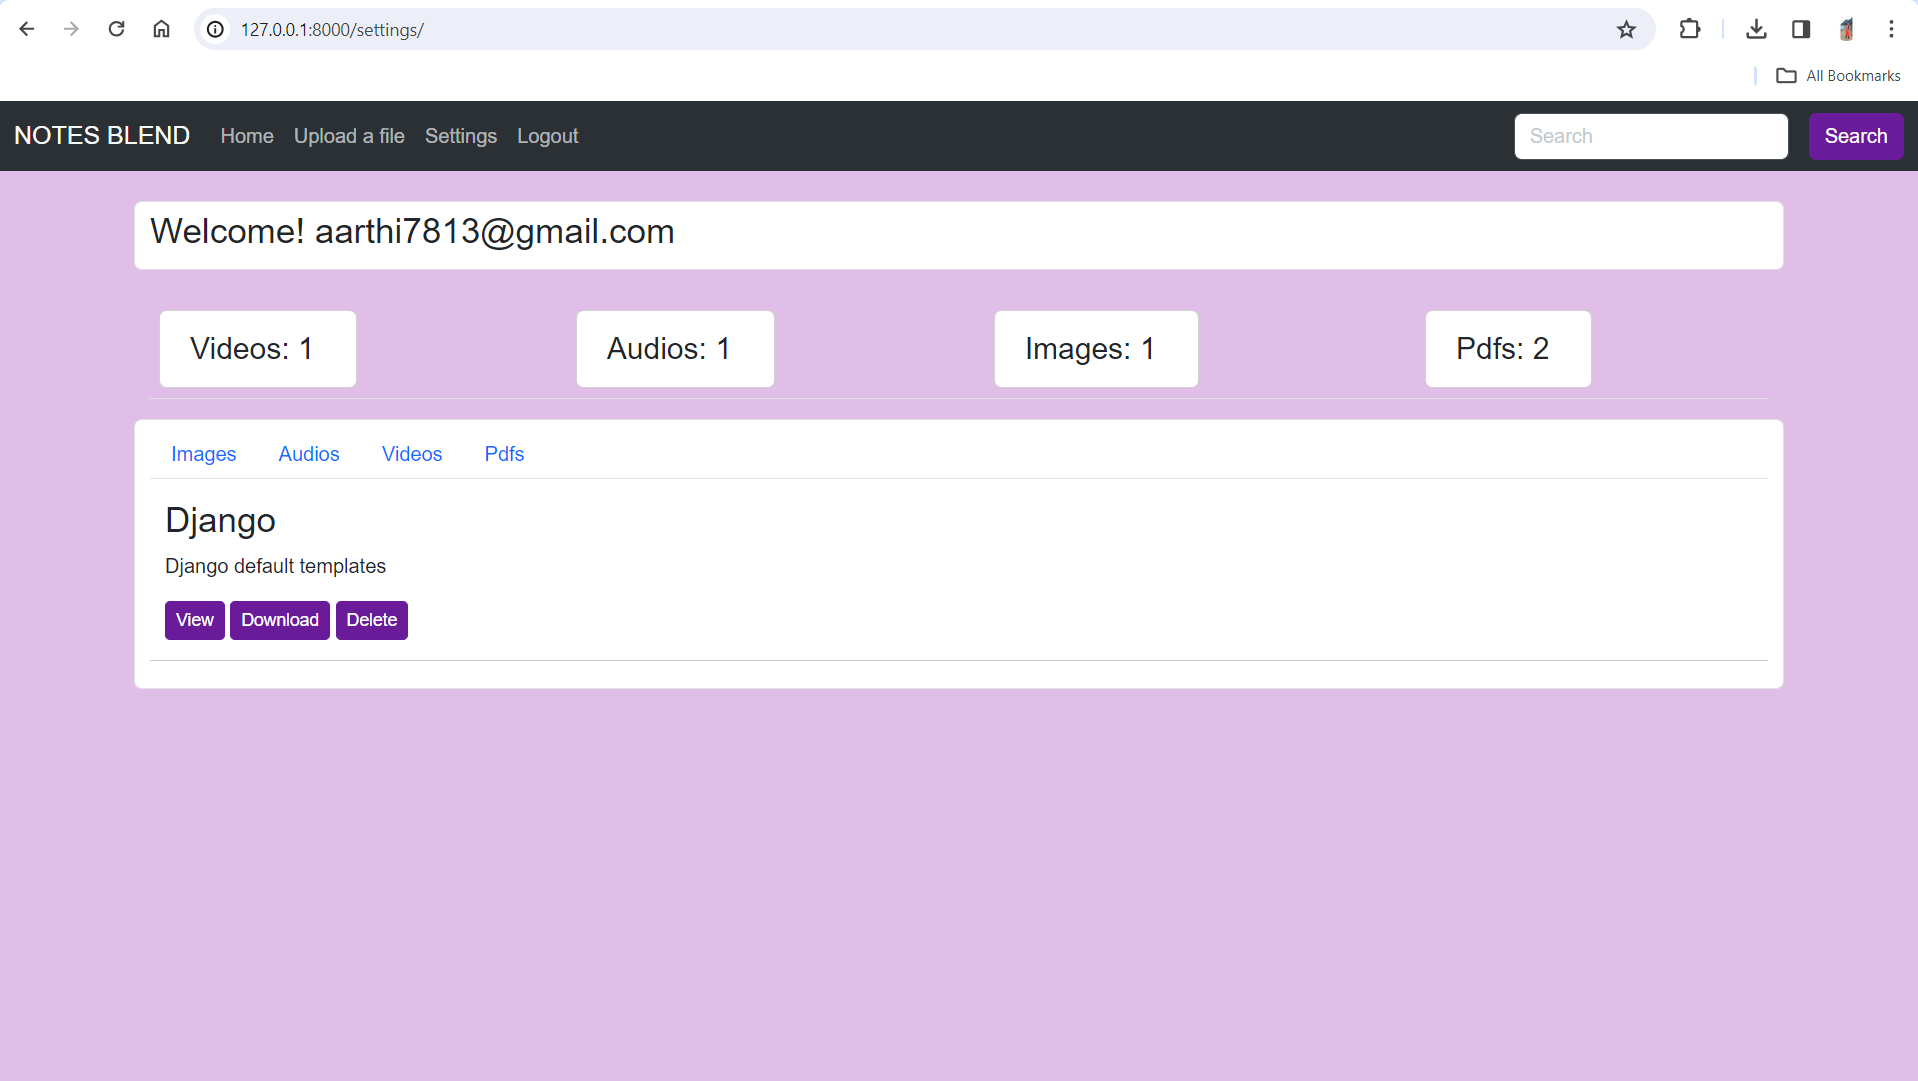 127.0.0.1:8000/settings/
All Bookmarks
NOTES BLEND Home Upload a file Settings Logout Search Search
Welcome! aarthi7813@gmail.com
Videos: 1 Audios: 1 Images: 1 Pdfs: 2
Images Audios Videos Pdfs
Django
Django default templates
View Download Delete